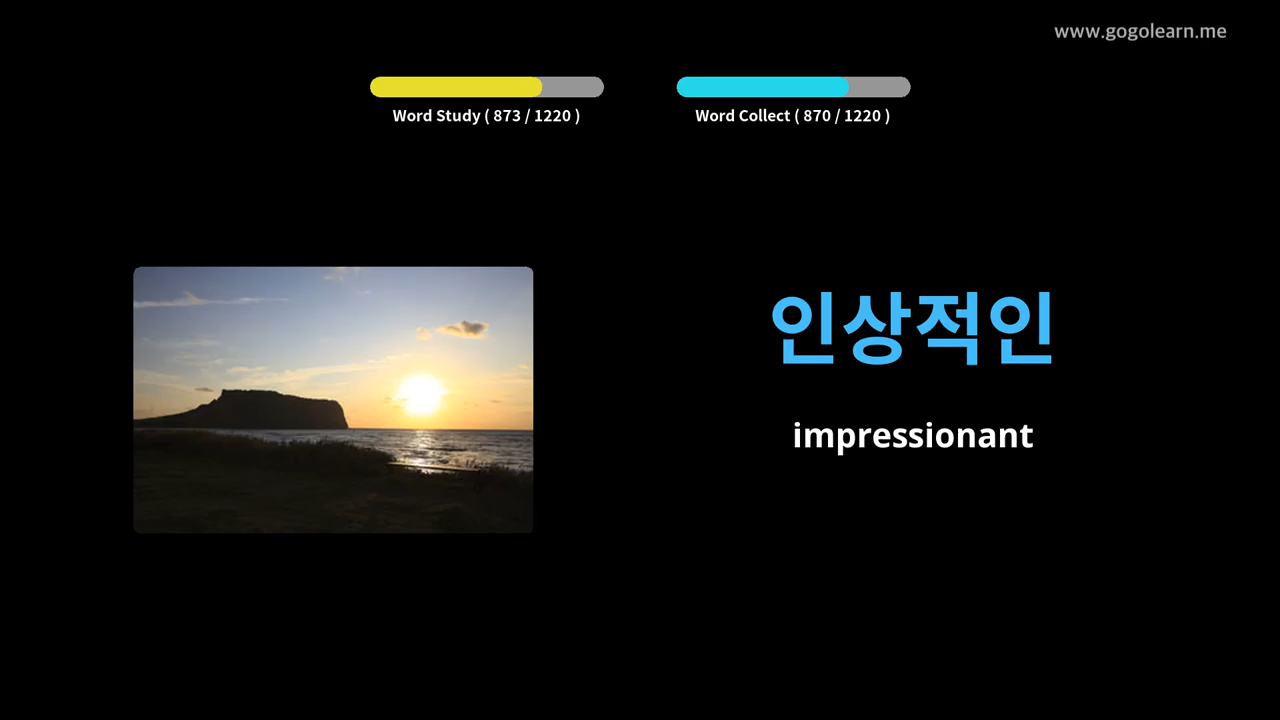 www.gogolearn.me
Word Study ( 873 / 1220 )
Word Collect ( 870 / 1220 )
인상적인
impressionant